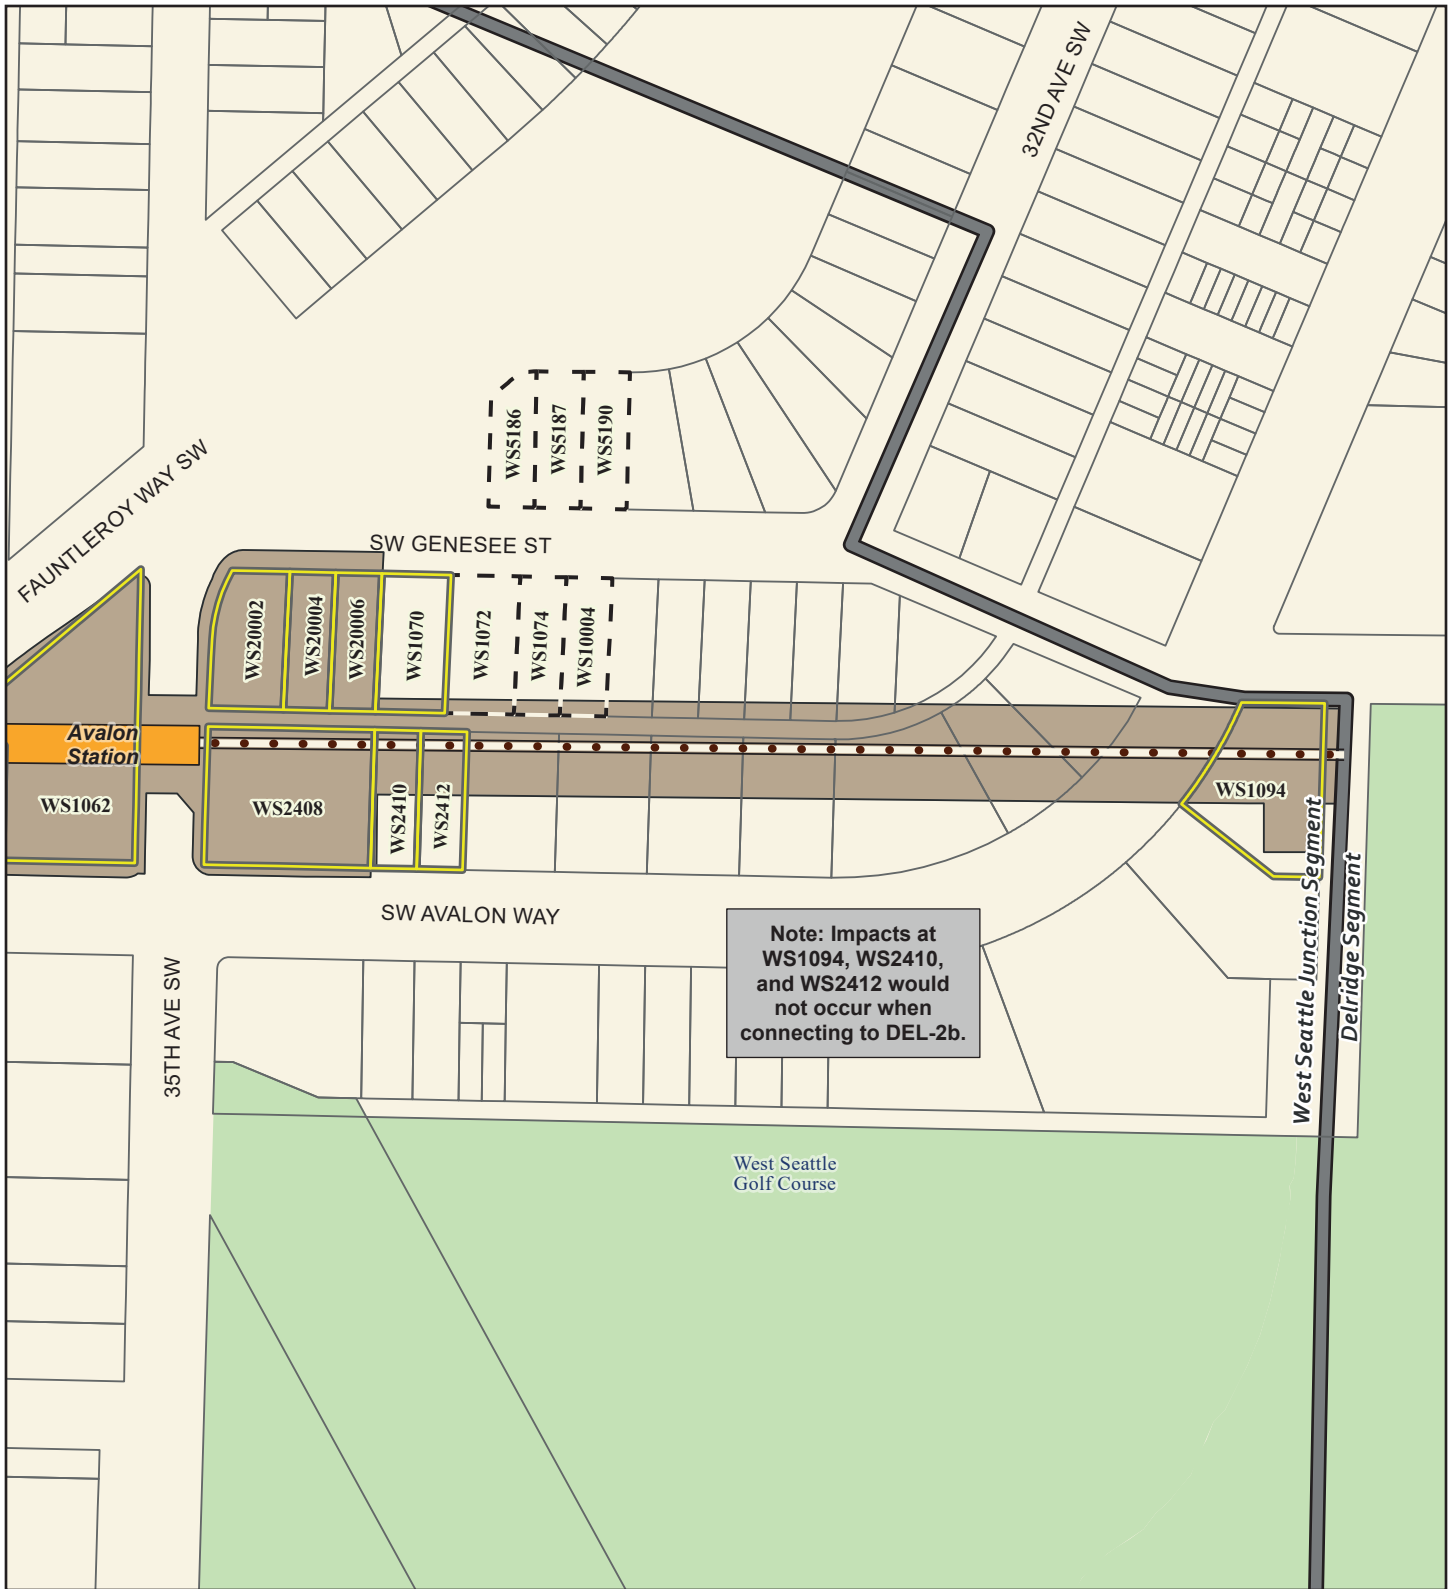 32ND AVE SW
WS5186
WS5187
WS5190
FAUNTLEROY WAY SW
SW GENESEE ST
WS20002
WS20004
WS20006
WS1070
WS1072
WS1074
WS10004
Avalon
Station
WS1062
WS2408
WS2410
WS2412
WS1094
SW AVALON WAY
Note: Impacts at
WS1094, WS2410,
and WS2412 would
not occur when
connecting to DEL-2b.
West Seattle Junction Segment
Delridge Segment
35TH AVE SW
West Seattle
Golf Course